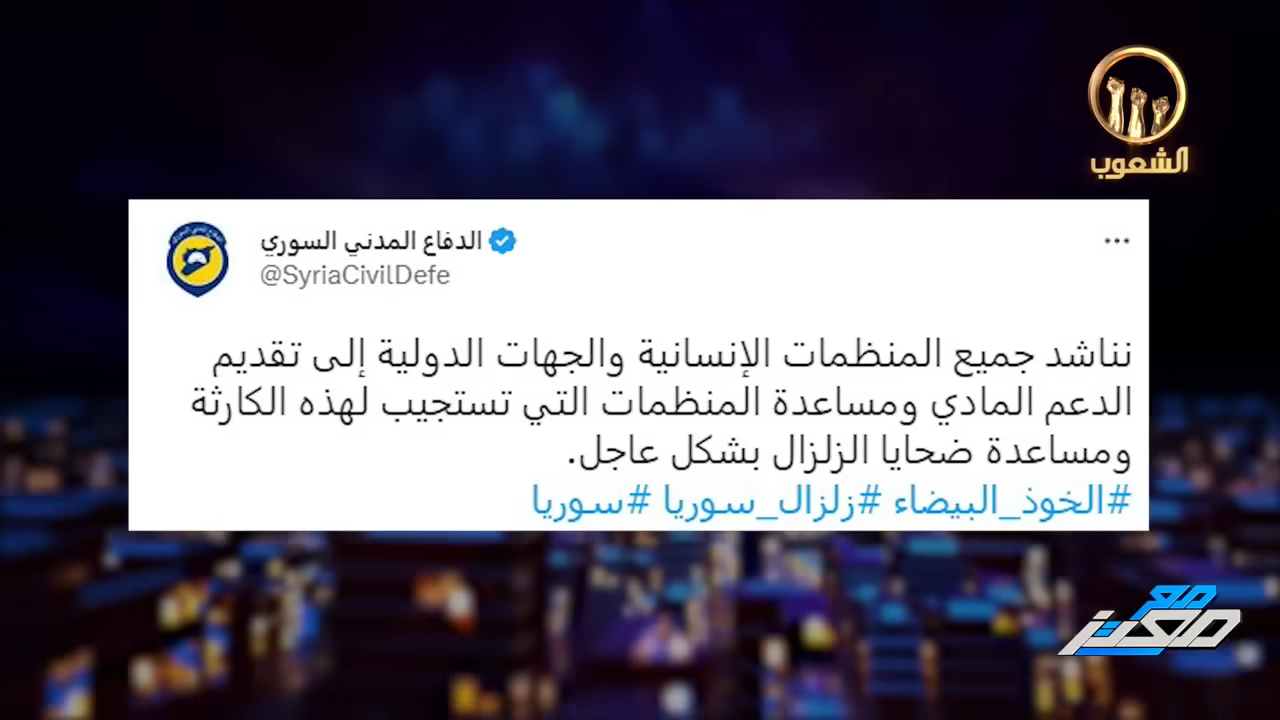 الشعوب
الدفاع المدني السوري
@SyriaCivilDefe
نناشد جميع المنظمات الإنسانية والجهات الدولية إلى تقديم
الدعم المادي ومساعدة المنظمات التي تستجيب لهذه الكارثة
ومساعدة ضحايا الزلزال بشكل عاجل.
#الخوذ_البيضاء #زلزال_سوريا #سوريا
مع
معتز